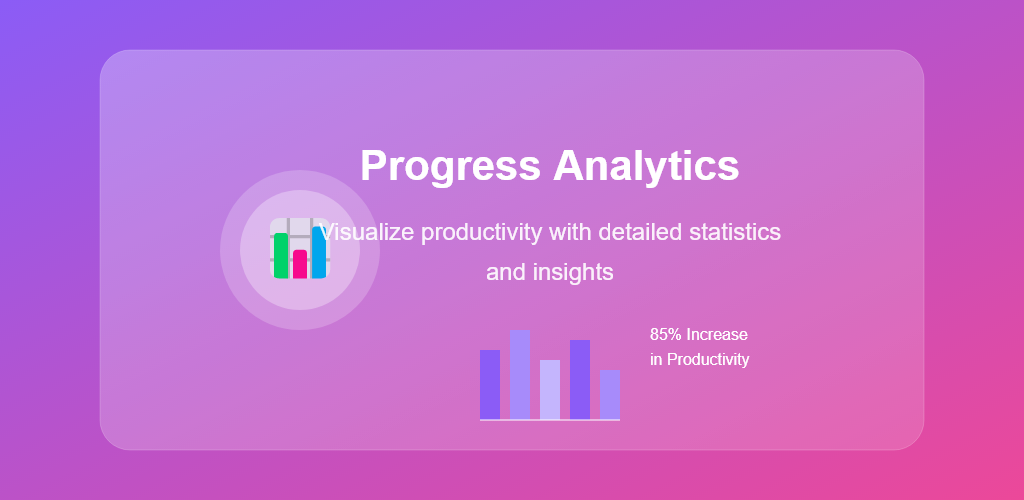 Progress Analytics
Visualize productivity with detailed statistics
and insights
85% Increase
in Productivity